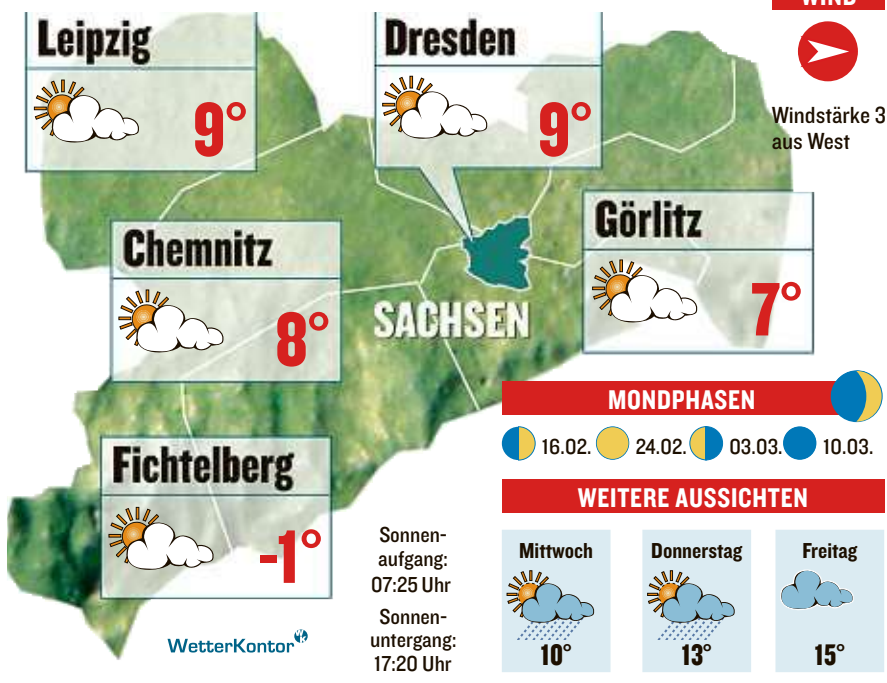 WIND
Leipzig
9°
Dresden
9°
Windstärke 3
aus West
Chemnitz
8°
Görlitz
7°
SACHSEN
Fichtelberg
-1°
MONDPHASEN
16.02.
24.02.
03.03.
10.03.
WEITERE AUSSICHTEN
Mittwoch
10°
Donnerstag
13°
Freitag
15°
Sonnen-
aufgang:
07:25 Uhr
Sonnen-
untergang:
17:20 Uhr
WetterKontor